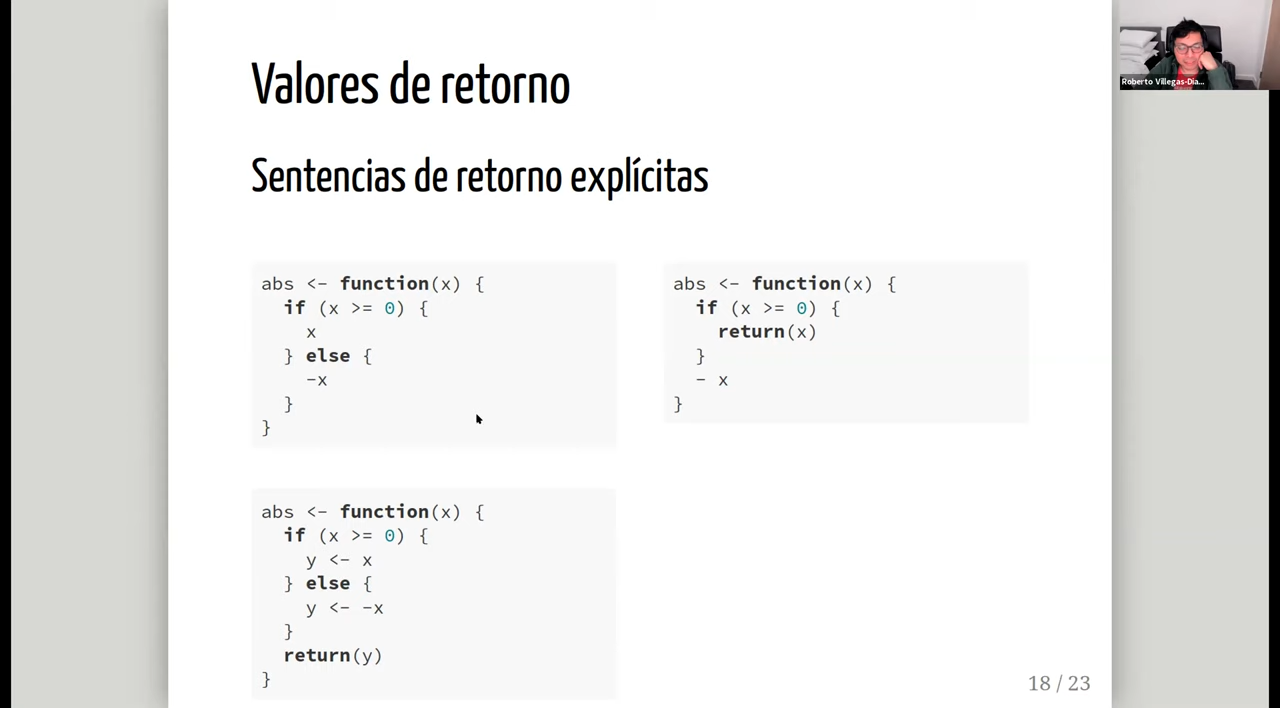 Valores de retorno
Sentencias de retorno explícitas
abs <- function(x) {
  if (x >= 0) {
    x
  } else {
    -x
  }
}
abs <- function(x) {
  if (x >= 0) {
    return(x)
  }
  - x
}
abs <- function(x) {
  if (x >= 0) {
    y <- x
  } else {
    y <- -x
  }
  return(y)
}
18 / 23
Roberto Villegas-Dia...